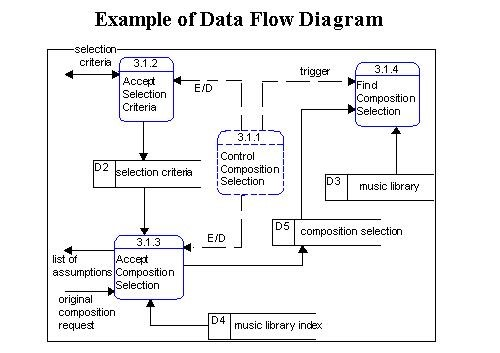 Example of Data Flow Diagram
selection
criteria
3.1.2
Accept
Selection
Criteria
E/D
trigger
3.1.4
Find
Composition
Selection
3.1.1
Control
Composition
Selection
D2 selection criteria
D3 music library
3.1.3
Accept
Composition
Selection
E/D
D5 composition selection
list of
assumptions
original
composition
request
D4 music library index